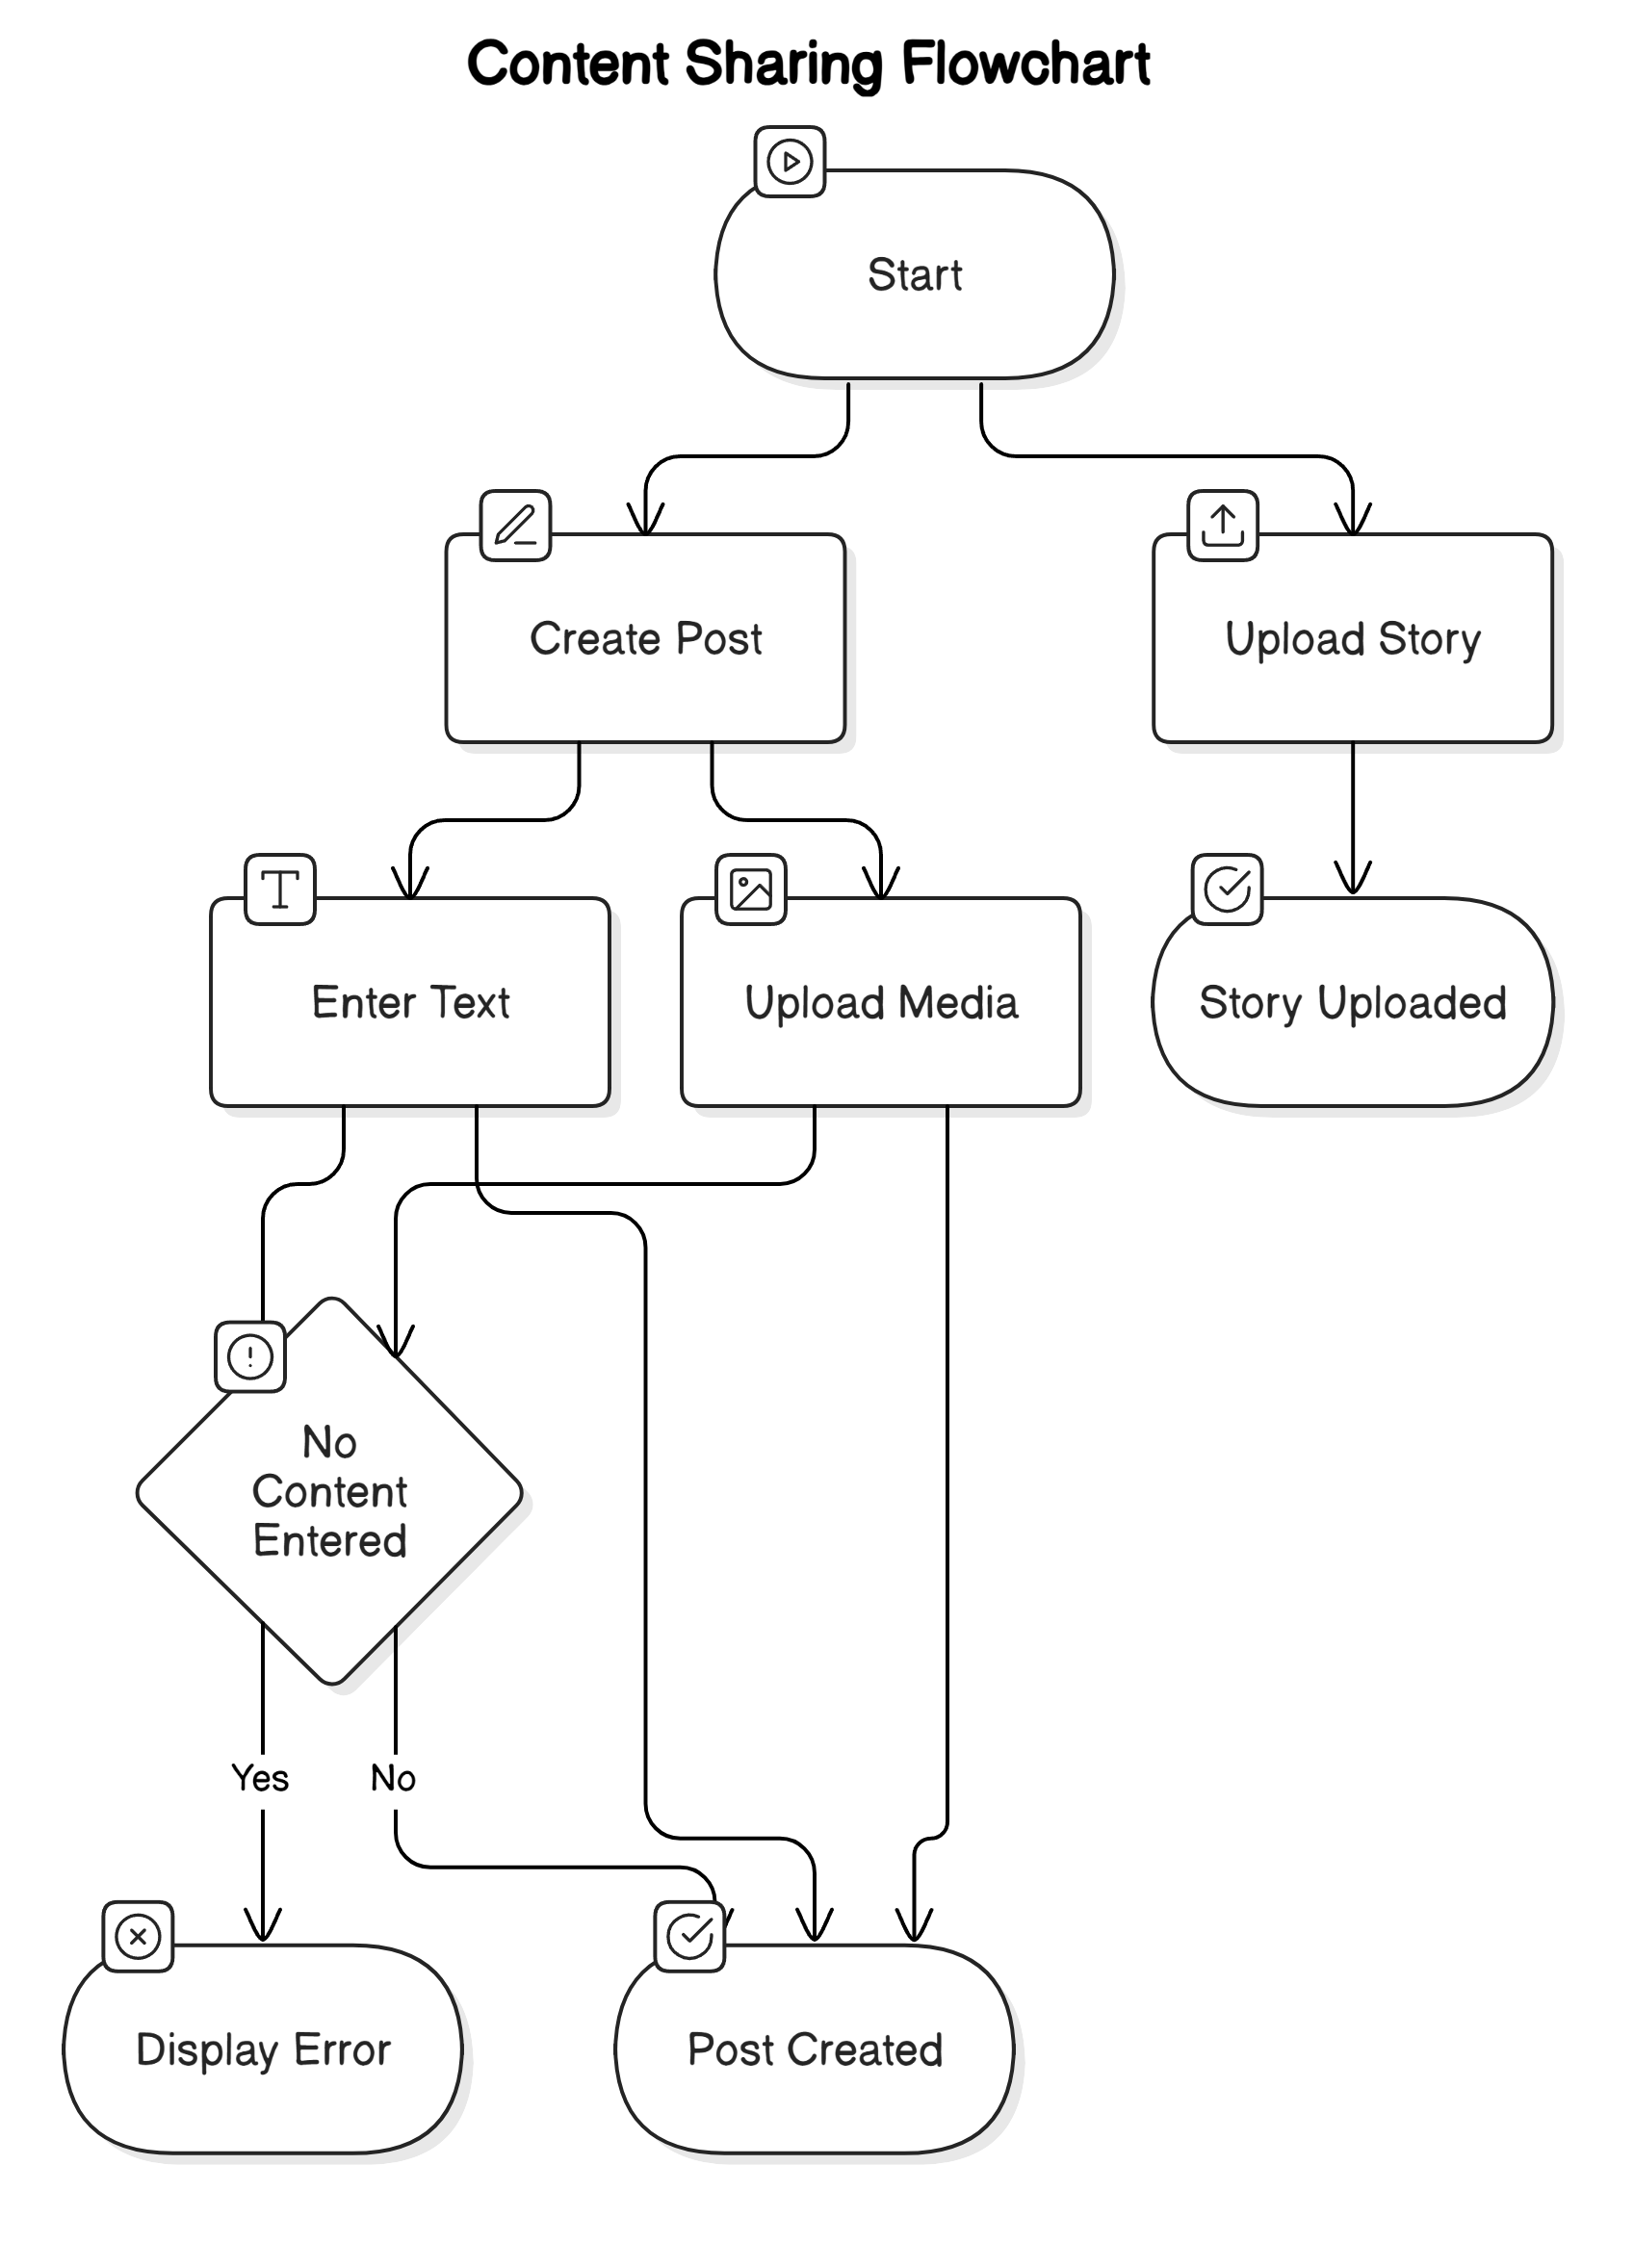 Content Sharing Flowchart
Start
Create Post
Upload Story
Enter Text
Upload Media
Story Uploaded
No
Content
Entered
Yes
No
Display Error
Post Created